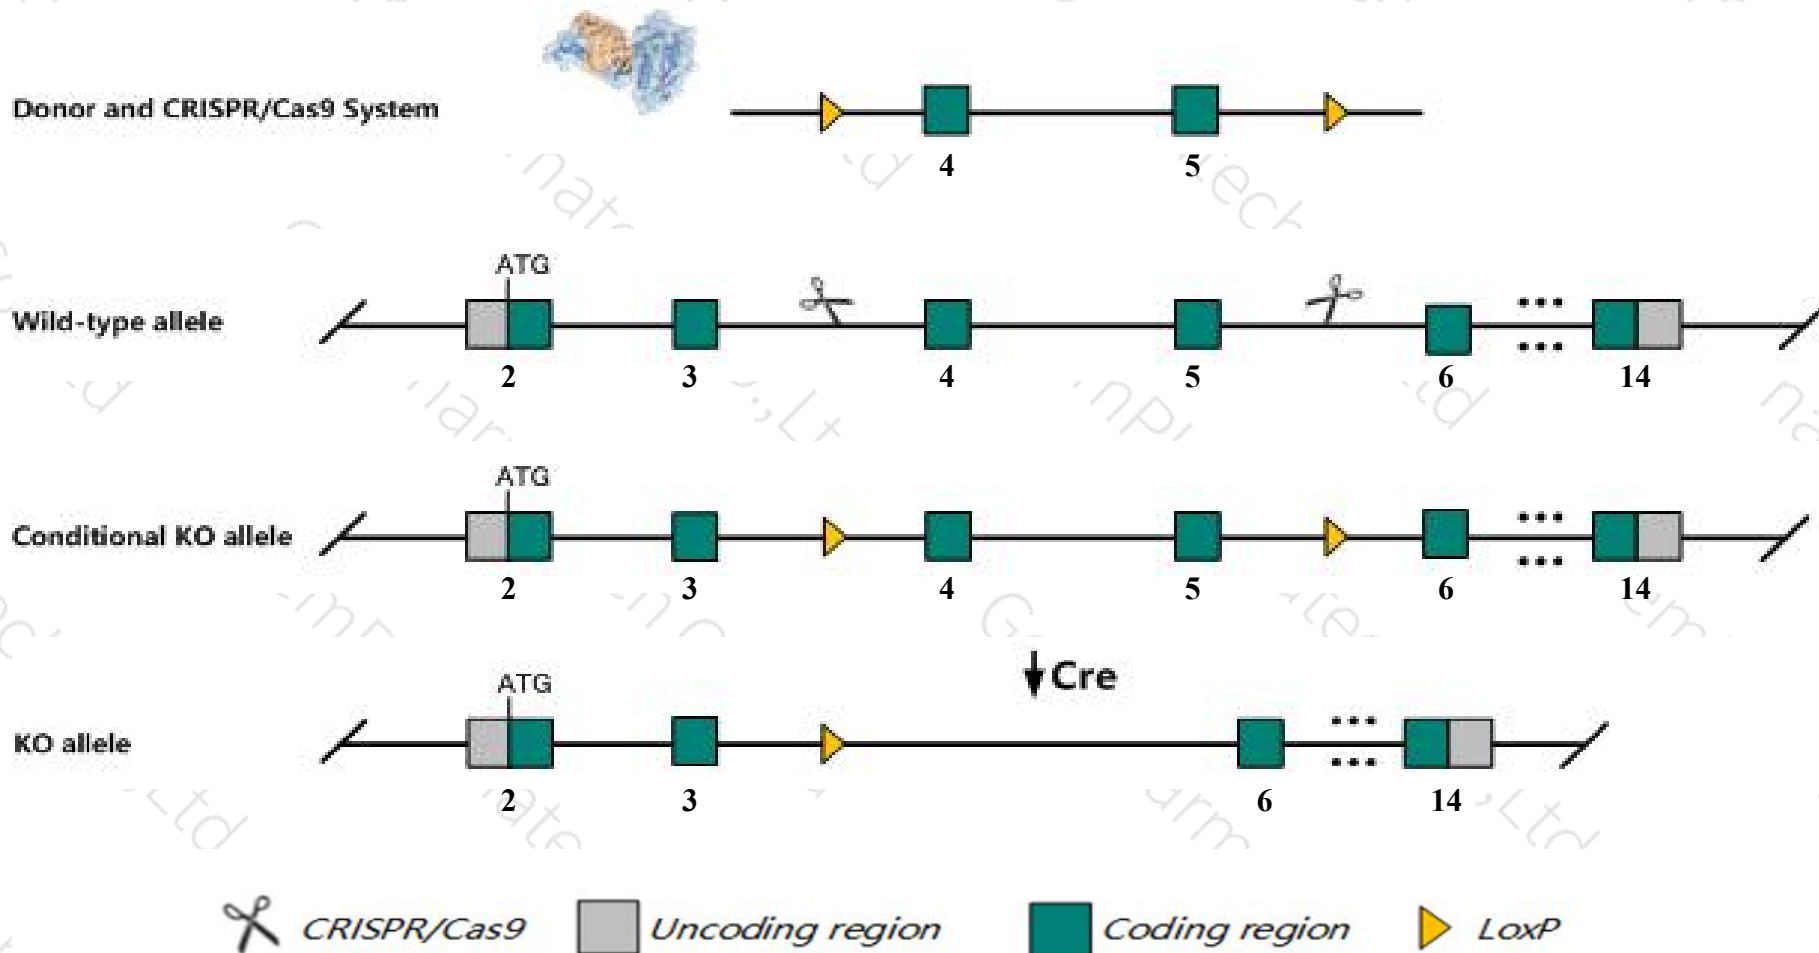 Donor and CRISPR/Cas9 System
4 5
ATG
Wild-type allele
2 3 4 5 6 14
ATG
Conditional KO allele
2 3 4 5 6 14
Cre
ATG
KO allele
2 3 6 14
CRISPR/Cas9 Uncoding region Coding region LoxP